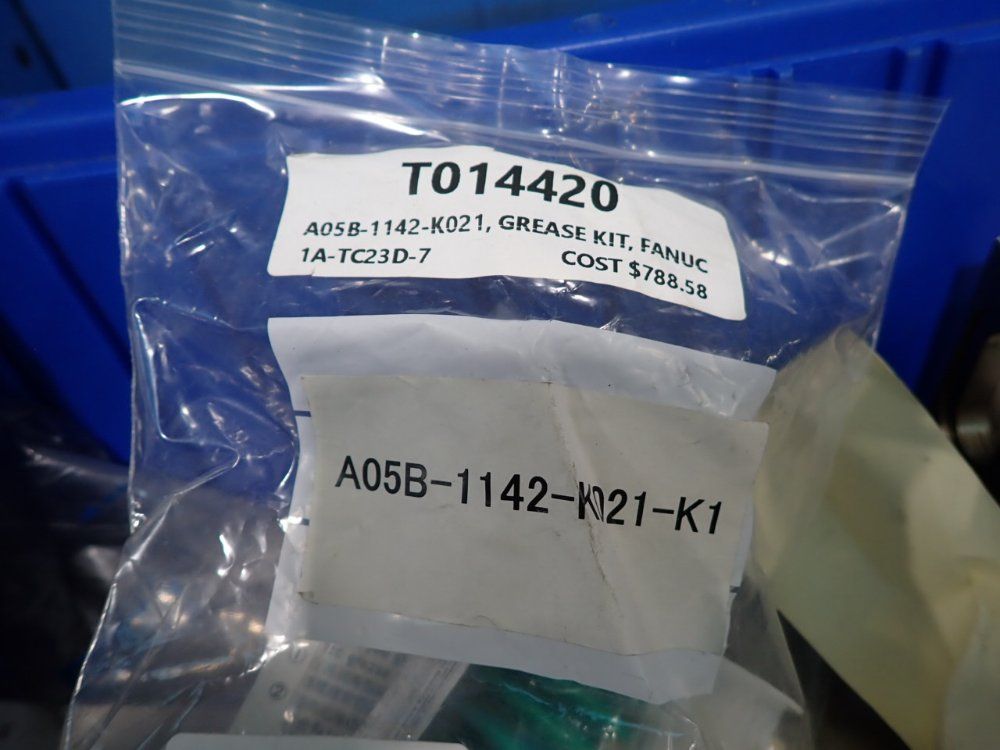 T014420
A05B-1142-K021, GREASE KIT, FANUC
1A-TC23D-7 COST $788.58
A05B-1142-K021-K1